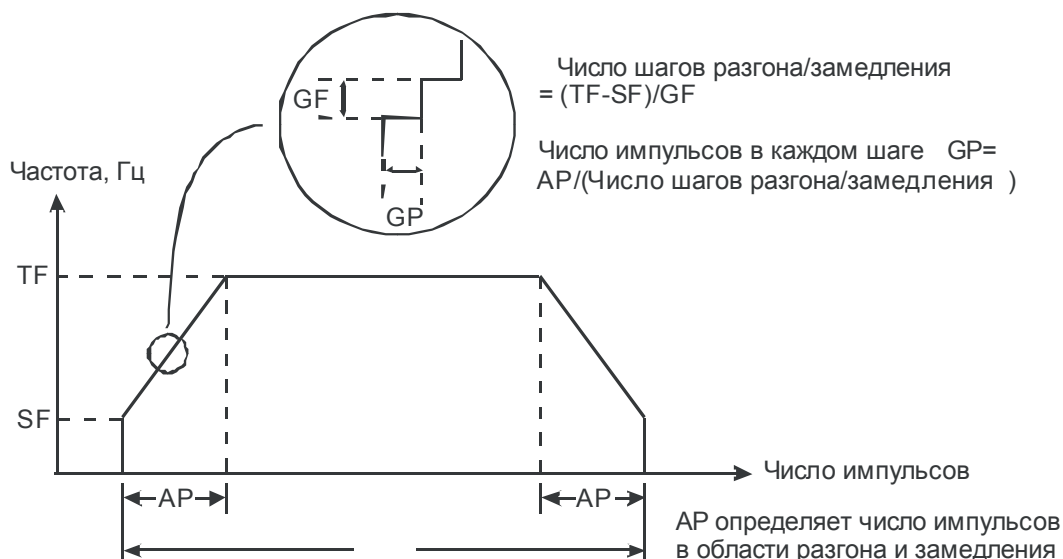 Число шагов разгона/замедления
= (TF-SF)/GF
GF
Число импульсов в каждом шаге GP=
AP/(Число шагов разгона/замедления )
Частота, Гц
GP
TF
SF
Число импульсов
AP
AP
AP определяет число импульсов
в области разгона и замедления